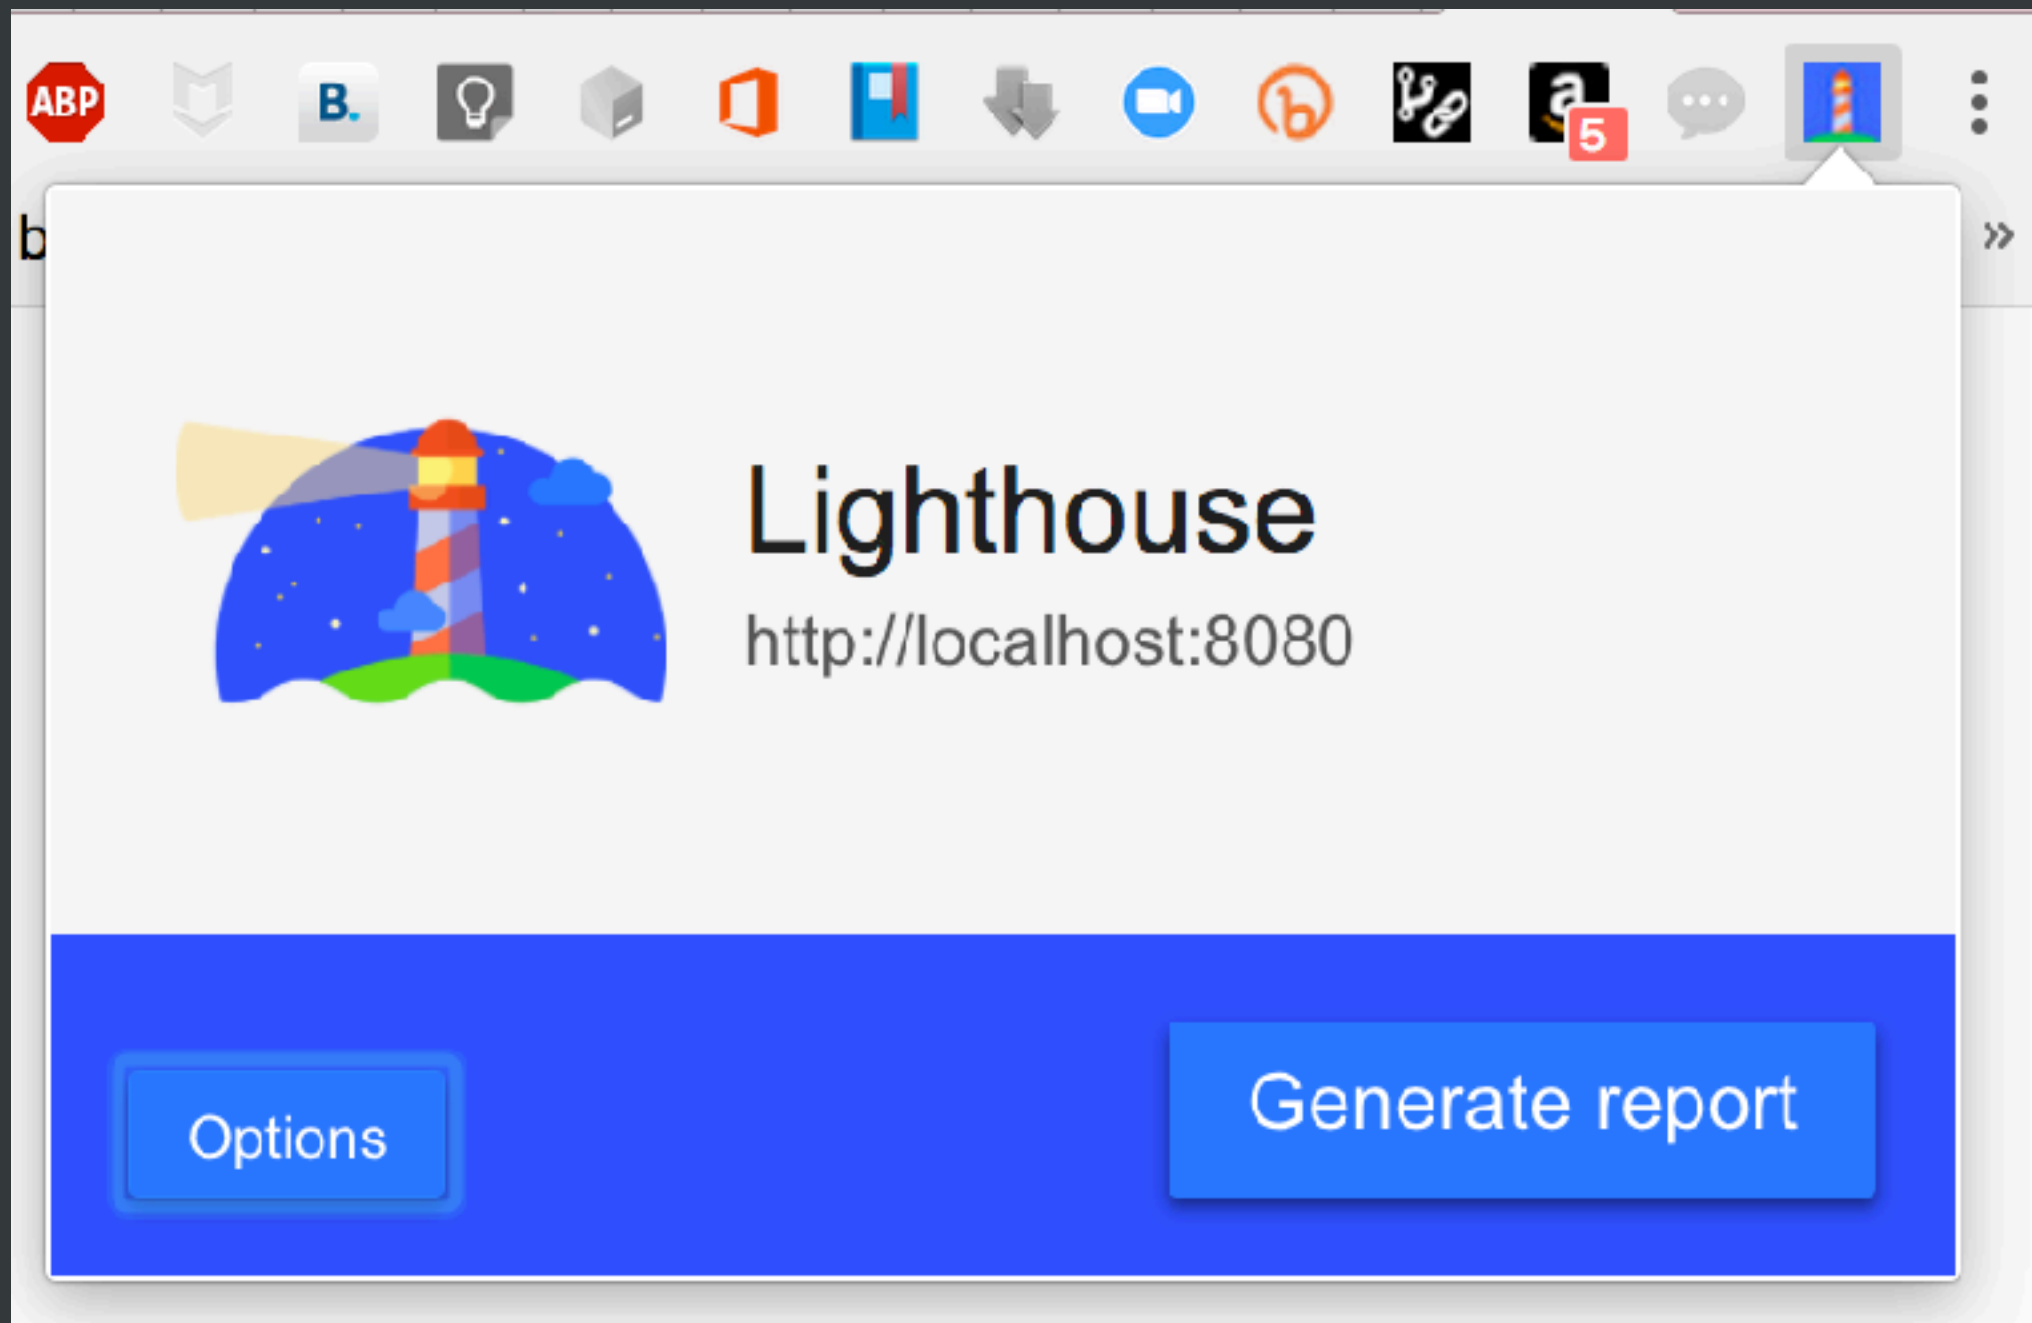 ABP
B.
a
5
b
»
Lighthouse
http://localhost:8080
Options
Generate report